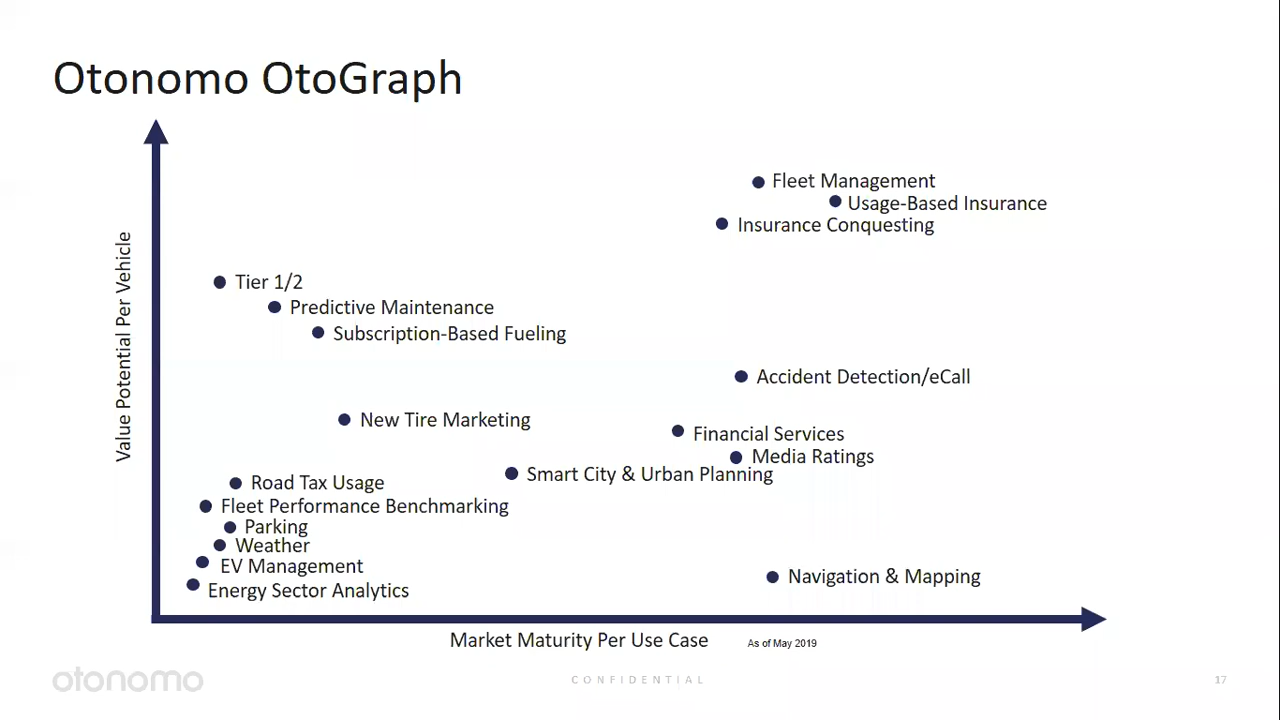 Otonomo OtoGraph
Value Potential Per Vehicle
Fleet Management
Usage-Based Insurance
Insurance Conquesting
Tier 1/2
Predictive Maintenance
Subscription-Based Fueling
Accident Detection/eCall
New Tire Marketing
Financial Services
Media Ratings
Smart City & Urban Planning
Road Tax Usage
Fleet Performance Benchmarking
Parking
Weather
EV Management
Energy Sector Analytics
Navigation & Mapping
Market Maturity Per Use Case
As of May 2019
otonomo
CONFIDENTIAL
17